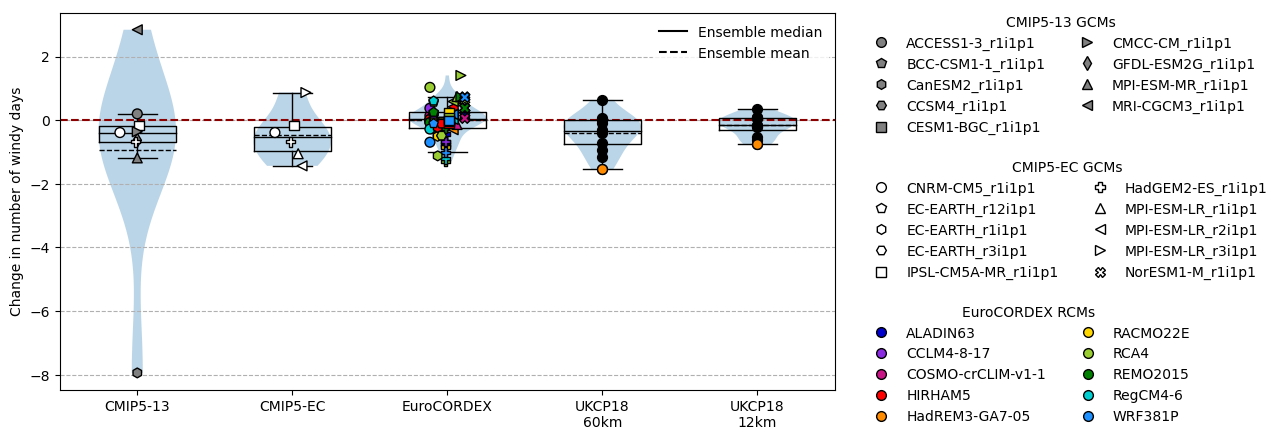 Change in number of windy days
2
0
−2
−4
−6
−8
Ensemble median
Ensemble mean
CMIP5-13
CMIP5-EC
EuroCORDEX
UKCP18
60km
UKCP18
12km
CMIP5-13 GCMs
ACCESS1-3_r1i1p1
BCC-CSM1-1_r1i1p1
CanESM2_r1i1p1
CCSM4_r1i1p1
CESM1-BGC_r1i1p1
CMCC-CM_r1i1p1
GFDL-ESM2G_r1i1p1
MPI-ESM-MR_r1i1p1
MRI-CGCM3_r1i1p1
CMIP5-EC GCMs
CNRM-CM5_r1i1p1
EC-EARTH_r12i1p1
EC-EARTH_r1i1p1
EC-EARTH_r3i1p1
IPSL-CM5A-MR_r1i1p1
HadGEM2-ES_r1i1p1
MPI-ESM-LR_r1i1p1
MPI-ESM-LR_r2i1p1
MPI-ESM-LR_r3i1p1
NorESM1-M_r1i1p1
EuroCORDEX RCMs
ALADIN63
CCLM4-8-17
COSMO-crCLIM-v1-1
HIRHAM5
HadREM3-GA7-05
RACMO22E
RCA4
REMO2015
RegCM4-6
WRF381P